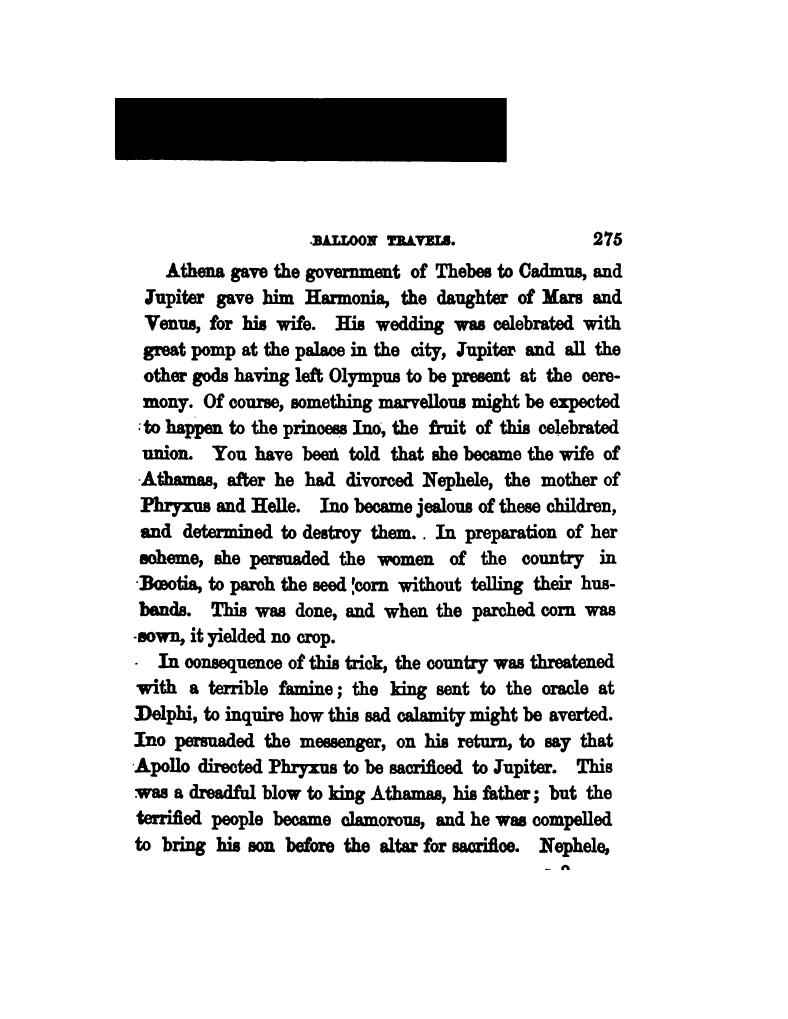 BALLOON TRAVELS. 275
Athena gave the government of Thebes to Cadmus, and
Jupiter gave him Harmonia, the daughter of Mars and
Venus, for his wife. His wedding was celebrated with
great pomp at the palace in the city, Jupiter and all the
other gods having left Olympus to be present at the cere-
mony. Of course, something marvellous might be expected
to happen to the princess Ino, the fruit of this celebrated
union. You have been told that she became the wife of
Athamas, after he had divorced Nephele, the mother of
Phryxus and Helle. Ino became jealous of these children,
and determined to destroy them. In preparation of her
scheme, she persuaded the women of the country in
Bœotia, to parch the seed corn without telling their hus-
bands. This was done, and when the parched corn was
sown, it yielded no crop.
In consequence of this trick, the country was threatened
with a terrible famine; the king sent to the oracle at
Delphi, to inquire how this sad calamity might be averted.
Ino persuaded the messenger, on his return, to say that
Apollo directed Phryxus to be sacrificed to Jupiter. This
was a dreadful blow to king Athamas, his father; but the
terrified people became clamorous, and he was compelled
to bring his son before the altar for sacrifice. Nephele,